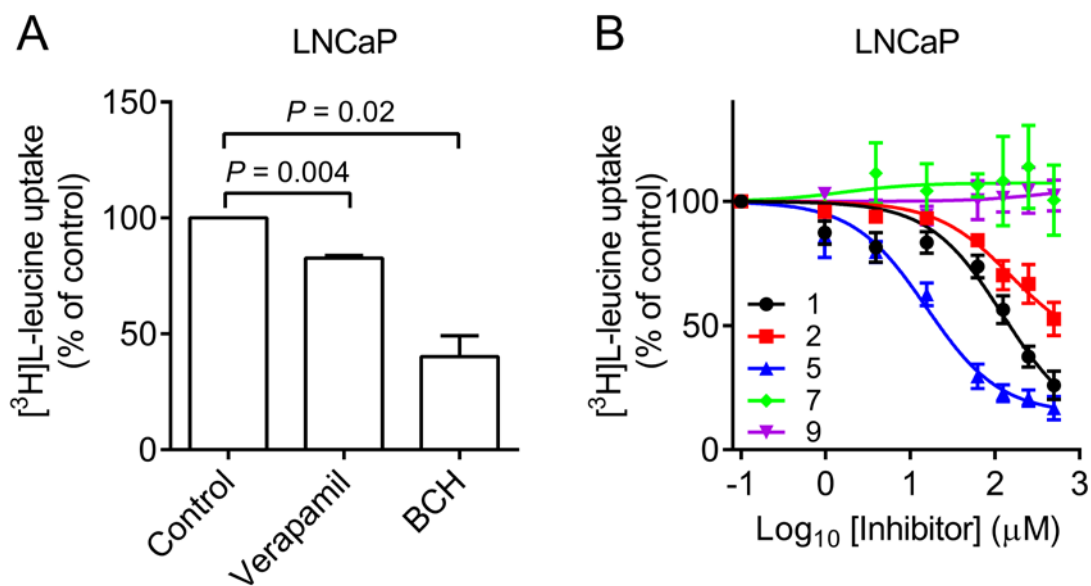 A
LNCaP
[³H]L-leucine uptake
(% of control)
150
100
50
0
P = 0.02
P = 0.004
Control
Verapamil
BCH
B
LNCaP
[³H]L-leucine uptake
(% of control)
100
50
0
1
2
5
7
9
-1
0
1
2
3
Log₁₀ [Inhibitor] (μM)